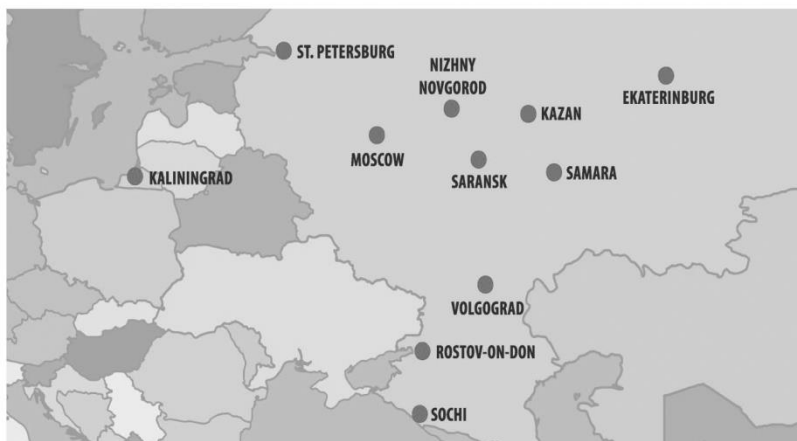 ST. PETERSBURG
NIZHNY
NOVGOROD
EKATERINBURG
KAZAN
MOSCOW
KALININGRAD
SARANSK
SAMARA
VOLGOGRAD
ROSTOV-ON-DON
SOCHI